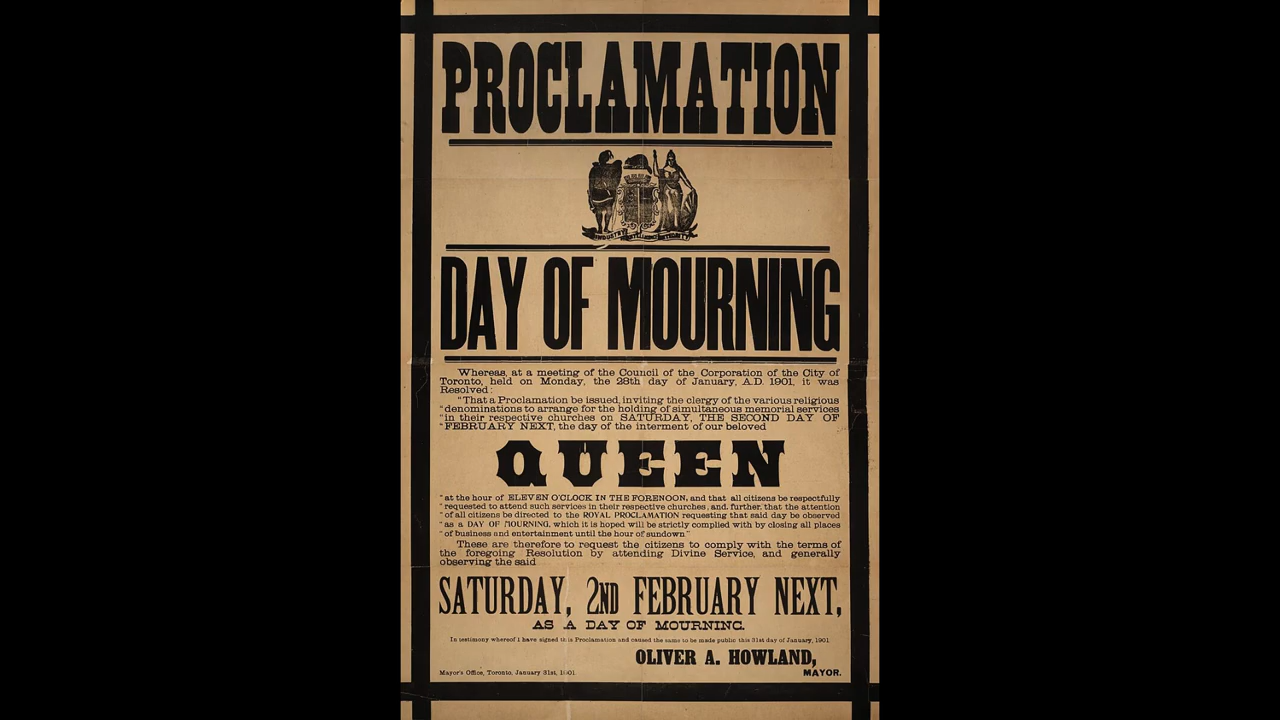 PROCLAMATION
INDUSTRY INTELLIGENCE INTEGRITY
DAY OF MOURNING
Whereas, at a meeting of the Council of the Corporation of the City of
Toronto, held on Monday, the 28th day of January, A.D. 1901, it was
Resolved:
"That a Proclamation be issued, inviting the clergy of the various religious
"denominations to arrange for the holding of simultaneous memorial services
"in their respective churches on SATURDAY, THE SECOND DAY OF
"FEBRUARY NEXT, the day of the interment of our beloved
QUEEN
"at the hour of ELEVEN O'CLOCK IN THE FORENOON, and that all citizens be respectfully
"requested to attend such services in their respective churches, and, further, that the attention
"of all citizens be directed to the ROYAL PROCLAMATION requesting that said day be observed
"as a DAY OF MOURNING, which it is hoped will be strictly complied with by closing all places
"of business and entertainment until the hour of sundown."
These are therefore to request the citizens to comply with the terms of
the foregoing Resolution by attending Divine Service, and generally
observing the said
SATURDAY, 2ND FEBRUARY NEXT,
AS A DAY OF MOURNING.
In testimony whereof I have signed this Proclamation and caused the same to be made public this 31st day of January, 1901
OLIVER A. HOWLAND,
Mayor's Office, Toronto, January 31st, 1901 MAYOR.